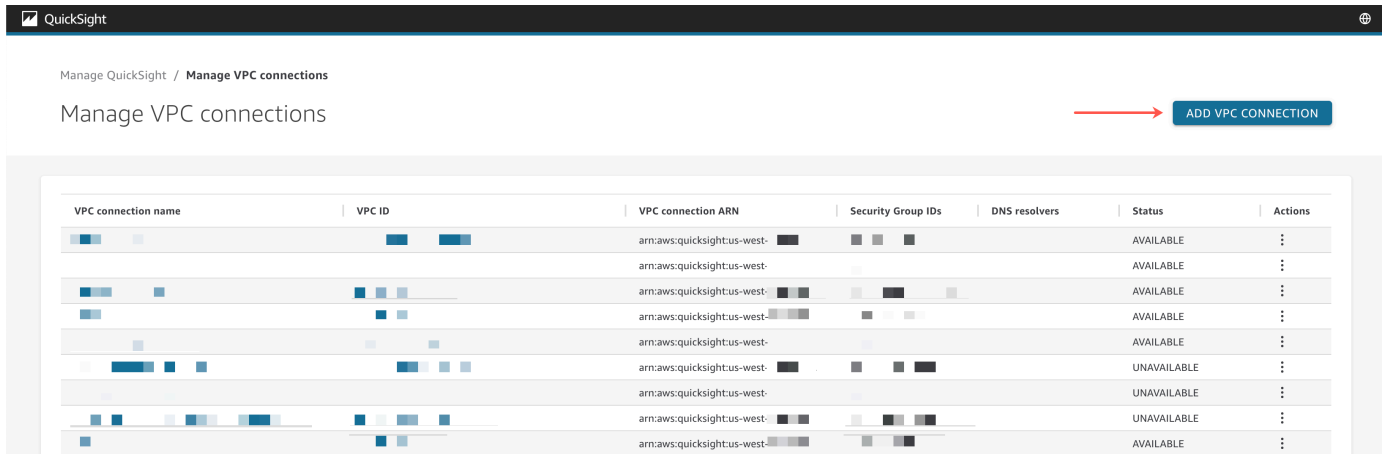 QuickSight
Manage QuickSight / Manage VPC connections
Manage VPC connections
ADD VPC CONNECTION
VPC connection name VPC ID VPC connection ARN Security Group IDs DNS resolvers Status Actions
arn:aws:quicksight:us-west- AVAILABLE
arn:aws:quicksight:us-west- AVAILABLE
arn:aws:quicksight:us-west- AVAILABLE
arn:aws:quicksight:us-west- AVAILABLE
arn:aws:quicksight:us-west- AVAILABLE
arn:aws:quicksight:us-west- UNAVAILABLE
arn:aws:quicksight:us-west- UNAVAILABLE
arn:aws:quicksight:us-west- UNAVAILABLE
arn:aws:quicksight:us-west- AVAILABLE